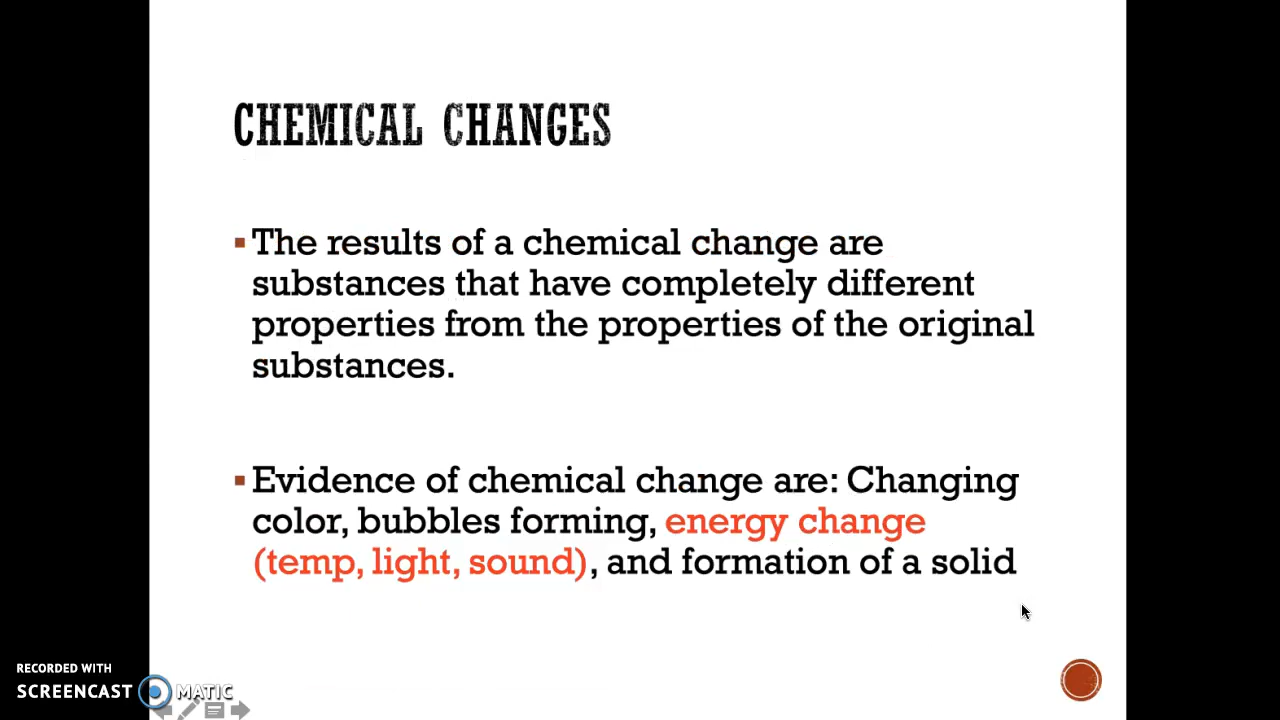 CHEMICAL CHANGES
▪ The results of a chemical change are
substances that have completely different
properties from the properties of the original
substances.
▪ Evidence of chemical change are: Changing
color, bubbles forming, energy change
(temp, light, sound), and formation of a solid
RECORDED WITH
SCREENCAST MATIC